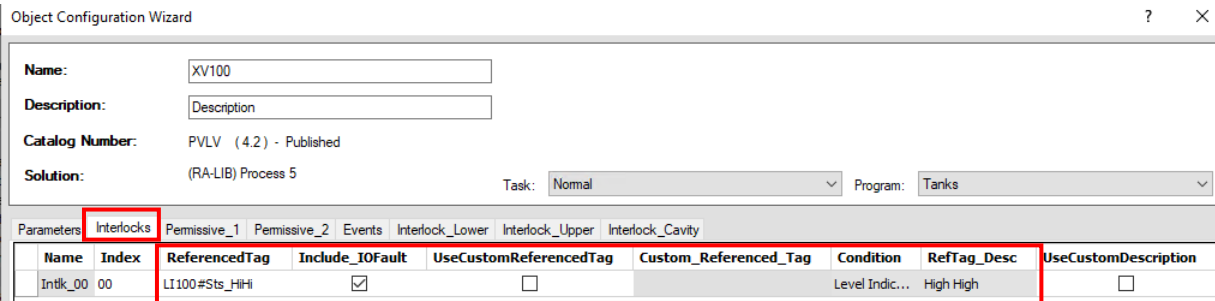 Object Configuration Wizard ? ×
Name: XV100
Description: Description
Catalog Number: PVLV (4.2) - Published
Solution: (RA-LIB) Process 5 Task: Normal Program: Tanks
Parameters Interlocks Permissive_1 Permissive_2 Events Interlock_Lower Interlock_Upper Interlock_Cavity
Name Index ReferencedTag Include_IOFault UseCustomReferencedTag Custom_Referenced_Tag Condition RefTag_Desc UseCustomDescription
Intlk_00 00 LI100#Sts_HiHi Level Indic... High High